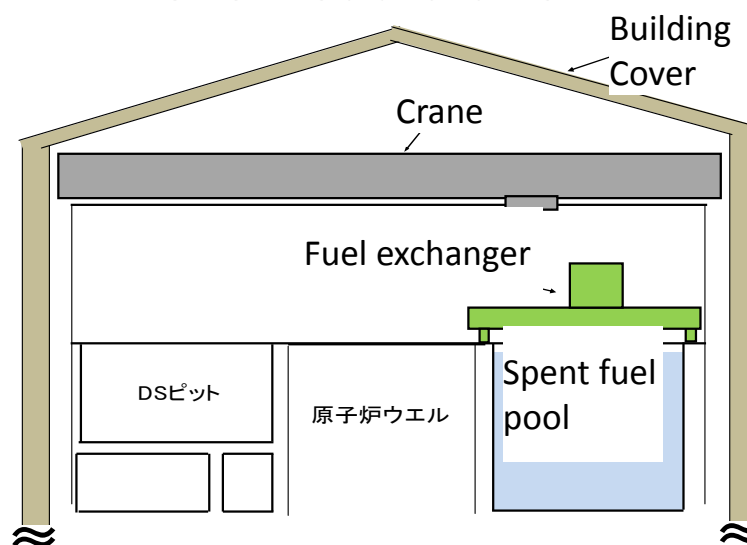 Building
Cover
Crane
Fuel exchanger
Spent fuel
pool
DSピット
原子炉ウエル